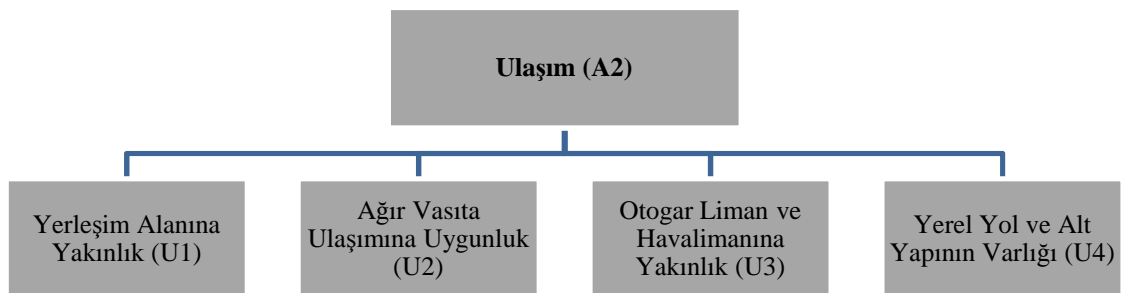 Ulaşım (A2)
Yerleşim Alanına
Yakınlık (U1)
Ağır Vasıta
Ulaşımına Uygunluk
(U2)
Otogar Liman ve
Havalimanına
Yakınlık (U3)
Yerel Yol ve Alt
Yapının Varlığı (U4)